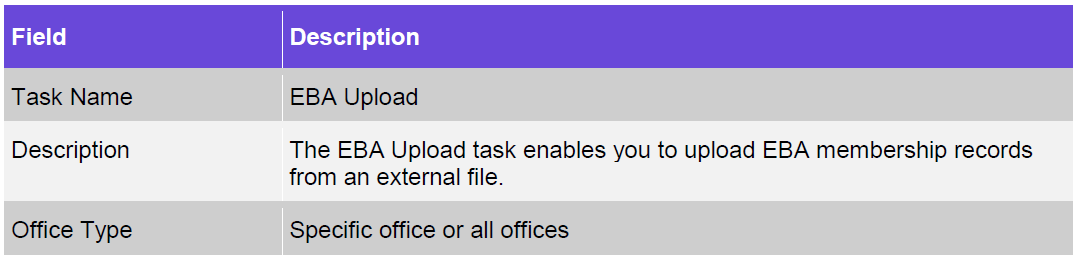 Field Description
Task Name EBA Upload
Description The EBA Upload task enables you to upload EBA membership records
from an external file.
Office Type Specific office or all offices